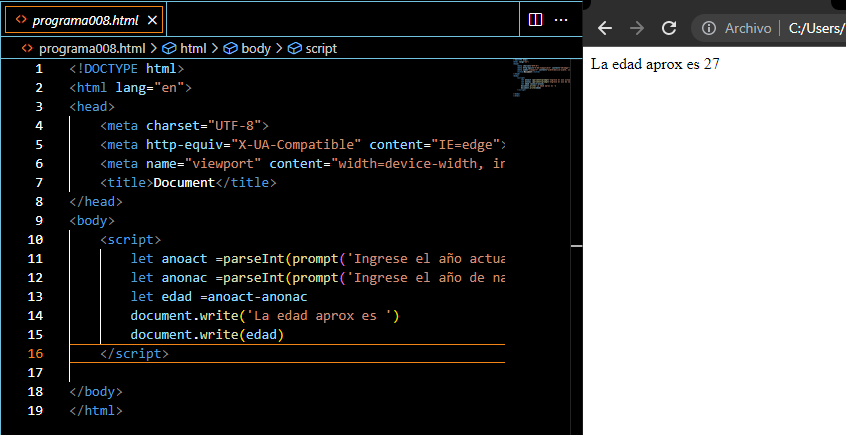 programa008.html
programa008.html > html > body > script
1 <!DOCTYPE html>
2 <html lang="en">
3 <head>
4 <meta charset="UTF-8">
5 <meta http-equiv="X-UA-Compatible" content="IE=edge">
6 <meta name="viewport" content="width=device-width, in
7 <title>Document</title>
8 </head>
9 <body>
10 <script>
11 let anoact =parseInt(prompt('Ingrese el año actua
12 let anonac =parseInt(prompt('Ingrese el año de na
13 let edad =anoact-anonac
14 document.write('La edad aprox es ')
15 document.write(edad)
16 </script>
17
18 </body>
19 </html>
Archivo | C:/Users/
La edad aprox es 27